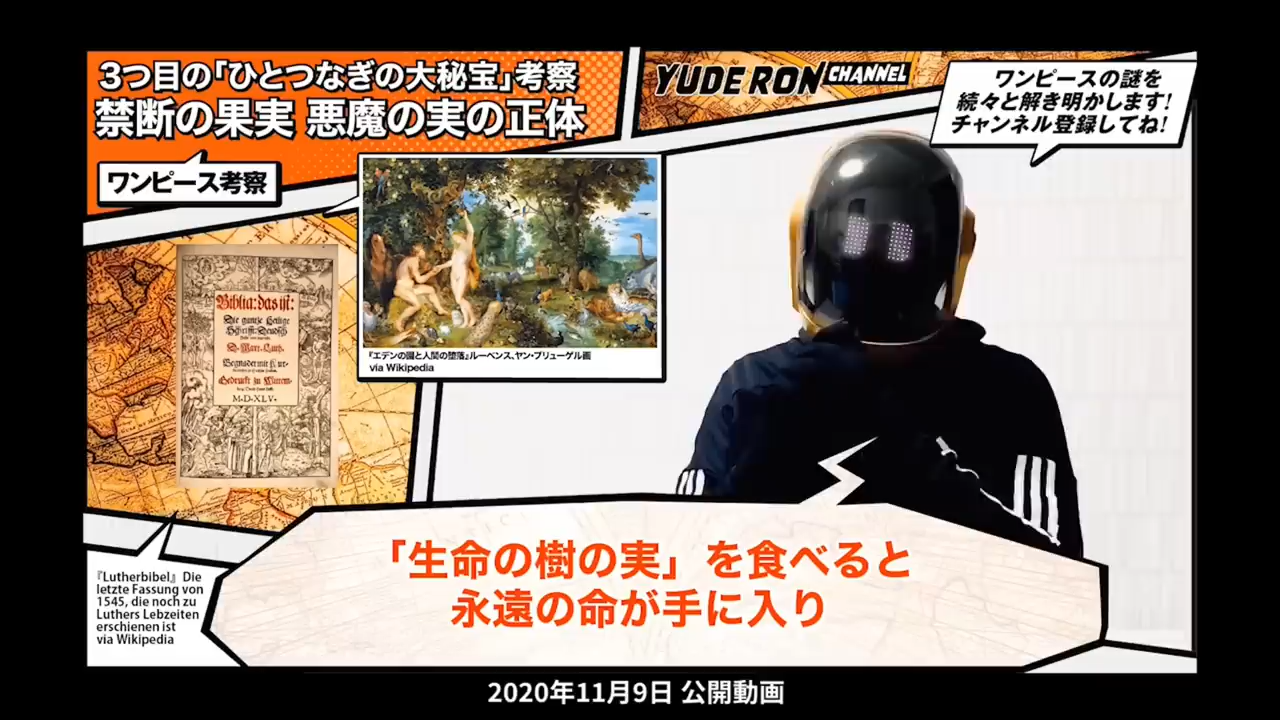 3つ目の「ひとつなぎの大秘宝」考察
禁断の果実 悪魔の実の正体
ワンピース考察
YUDERON CHANNEL
ワンピースの謎を
続々と解き明かします!
チャンネル登録してね!
『エデンの園と人間の堕落』ルーベンス、ヤン・ブリューゲル画
via Wikipedia
Biblia: das ist:
Die gantze Heilige
D. Mart. Luth.
M·D·XLV·
『Lutherbibel』 Die
letzte Fassung von
1545, die noch zu
Luthers Lebzeiten
erschienen ist
via Wikipedia
「生命の樹の実」を食べると
永遠の命が手に入り
2020年11月9日 公開動画